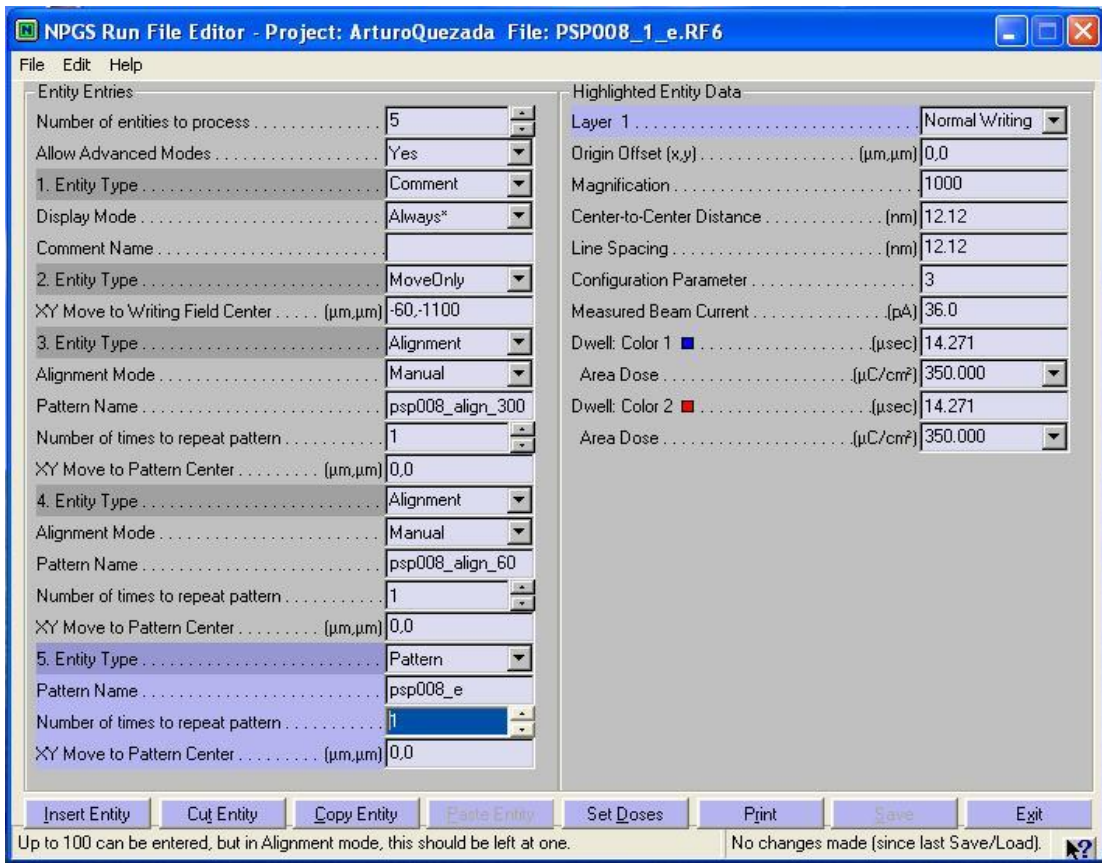 NPGS Run File Editor - Project: ArturoQuezada File: PSP008_1_e.RF6
File Edit Help
Entity Entries
Number of entities to process . . . . . . . . . . . . . . . 5
Allow Advanced Modes . . . . . . . . . . . . . . . . . . . Yes
1. Entity Type . . . . . . . . . . . . . . . . . . . . . . . . . . . . Comment
Display Mode . . . . . . . . . . . . . . . . . . . . . . . . . . . . Always*
Comment Name . . . . . . . . . . . . . . . . . . . . . . . . . .
2. Entity Type . . . . . . . . . . . . . . . . . . . . . . . . . . . . MoveOnly
XY Move to Writing Field Center . . . . . (µm,µm) -60,-1100
3. Entity Type . . . . . . . . . . . . . . . . . . . . . . . . . . . . Alignment
Alignment Mode . . . . . . . . . . . . . . . . . . . . . . . . . . Manual
Pattern Name . . . . . . . . . . . . . . . . . . . . . . . . . . . . psp008_align_300
Number of times to repeat pattern . . . . . . . . . . . 1
XY Move to Pattern Center . . . . . . . . . (µm,µm) 0,0
4. Entity Type . . . . . . . . . . . . . . . . . . . . . . . . . . . . Alignment
Alignment Mode . . . . . . . . . . . . . . . . . . . . . . . . . . Manual
Pattern Name . . . . . . . . . . . . . . . . . . . . . . . . . . . . psp008_align_60
Number of times to repeat pattern . . . . . . . . . . . 1
XY Move to Pattern Center . . . . . . . . . (µm,µm) 0,0
5. Entity Type . . . . . . . . . . . . . . . . . . . . . . . . . . . . Pattern
Pattern Name . . . . . . . . . . . . . . . . . . . . . . . . . . . . psp008_e
Number of times to repeat pattern . . . . . . . . . . . 1
XY Move to Pattern Center . . . . . . . . . (µm,µm) 0,0
Highlighted Entity Data
Layer 1 . . . . . . . . . . . . . . . . . . . . . . . . . . . . . . . . . Normal Writing
Origin Offset (x,y) . . . . . . . . . . . . . . . . . (µm,µm) 0,0
Magnification . . . . . . . . . . . . . . . . . . . . . . . . . . . . . 1000
Center-to-Center Distance . . . . . . . . . . . . . (nm) 12.12
Line Spacing . . . . . . . . . . . . . . . . . . . . . . . . . (nm) 12.12
Configuration Parameter . . . . . . . . . . . . . . . . . . . 3
Measured Beam Current . . . . . . . . . . . . . . .(pA) 36.0
Dwell: Color 1 . . . . . . . . . . . . . . . . . . . .(µsec) 14.271
Area Dose . . . . . . . . . . . . . . . . . . . . .(µC/cm²) 350.000
Dwell: Color 2 . . . . . . . . . . . . . . . . . . . .(µsec) 14.271
Area Dose . . . . . . . . . . . . . . . . . . . . .(µC/cm²) 350.000
Insert Entity Cut Entity Copy Entity Paste Entity Set Doses Print Save Exit
Up to 100 can be entered, but in Alignment mode, this should be left at one. No changes made (since last Save/Load).